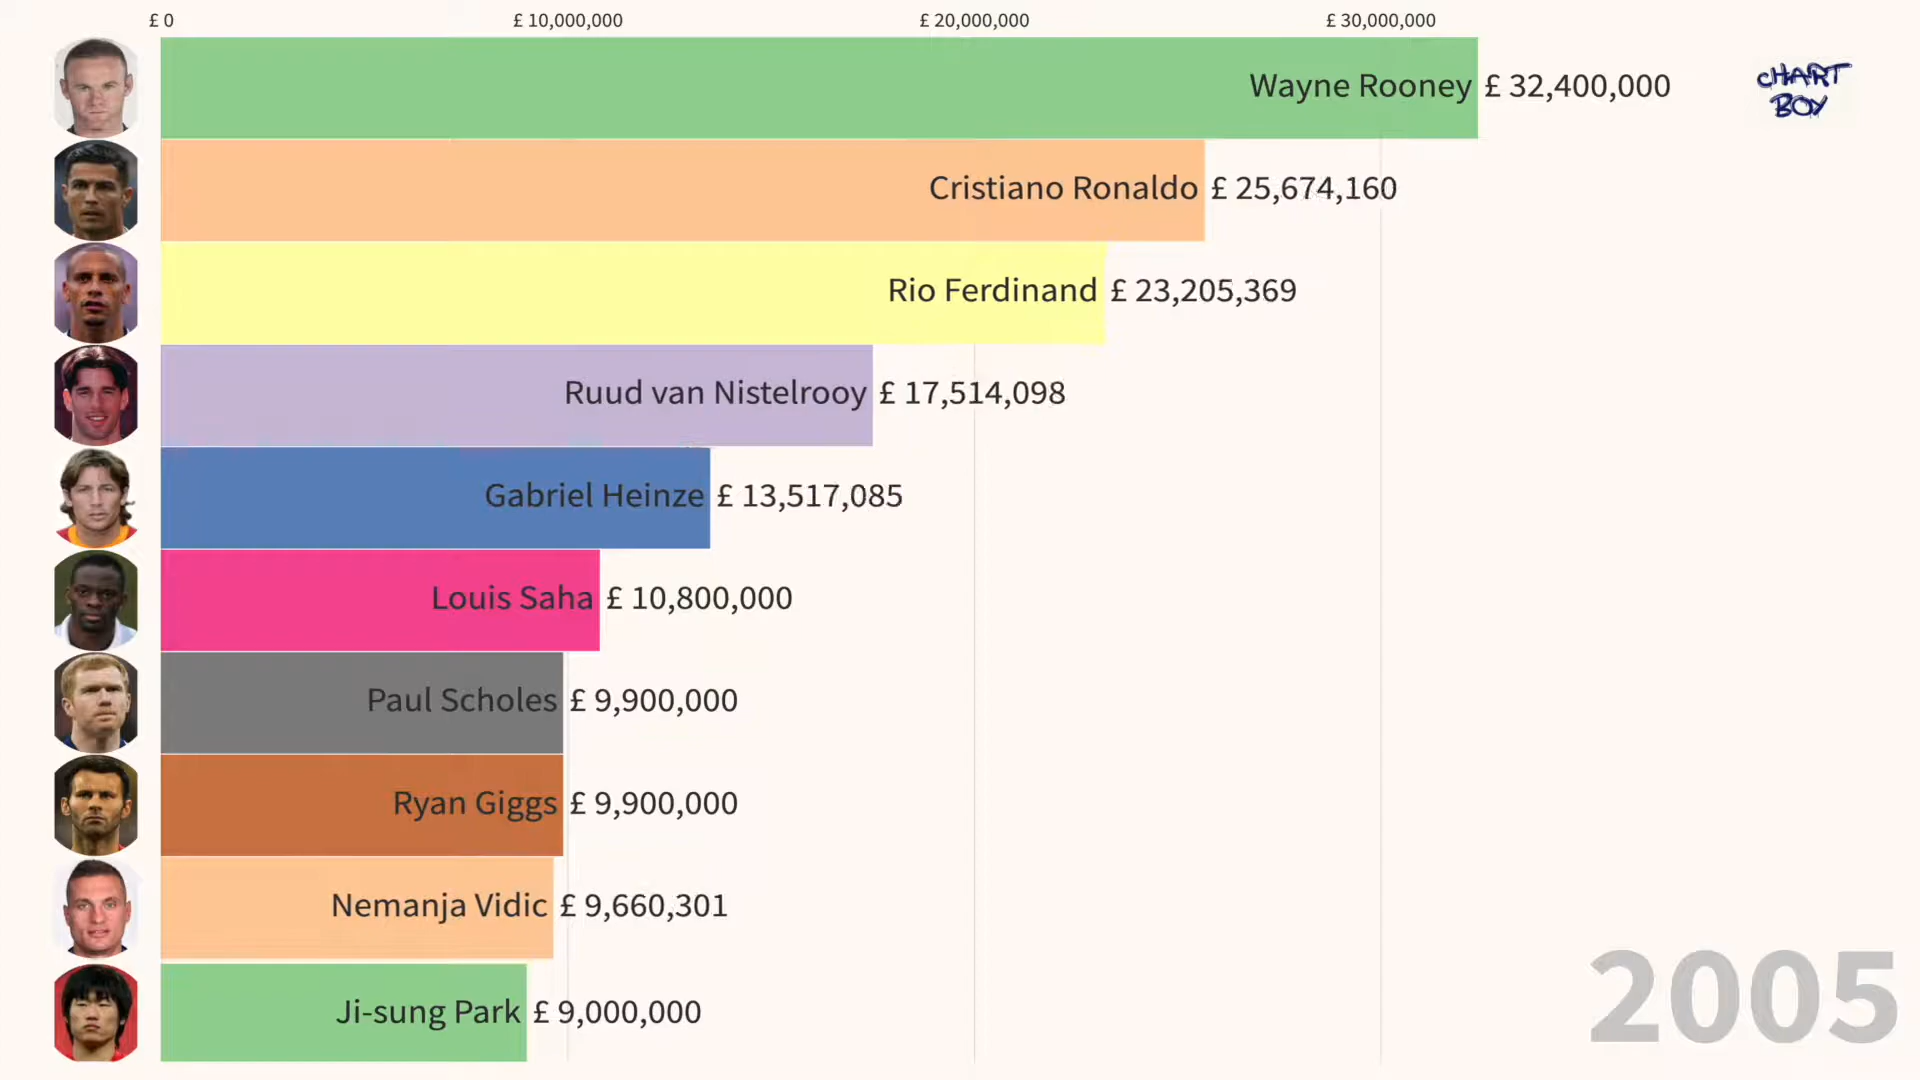 £ 0 £ 10,000,000 £ 20,000,000 £ 30,000,000
Wayne Rooney £ 32,400,000
CHART
BOY
Cristiano Ronaldo £ 25,674,160
Rio Ferdinand £ 23,205,369
Ruud van Nistelrooy £ 17,514,098
Gabriel Heinze £ 13,517,085
Louis Saha £ 10,800,000
Paul Scholes £ 9,900,000
Ryan Giggs £ 9,900,000
Nemanja Vidic £ 9,660,301
Ji-sung Park £ 9,000,000
2005